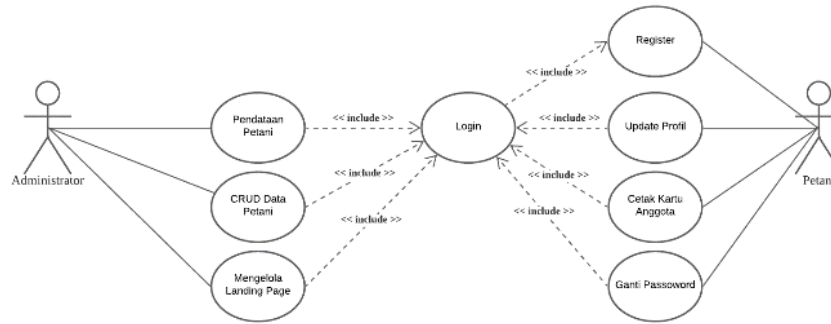 Register
<< include >>
Pendataan
Petani
<< include >>
Login
<< include >>
Update Profil
Administrator
Petan
<< include >>
<< include >>
CRUD Data
Petani
Cetak Kartu
Anggota
<< include >>
<< include >>
Mengelola
Landing Page
Ganti Passoword